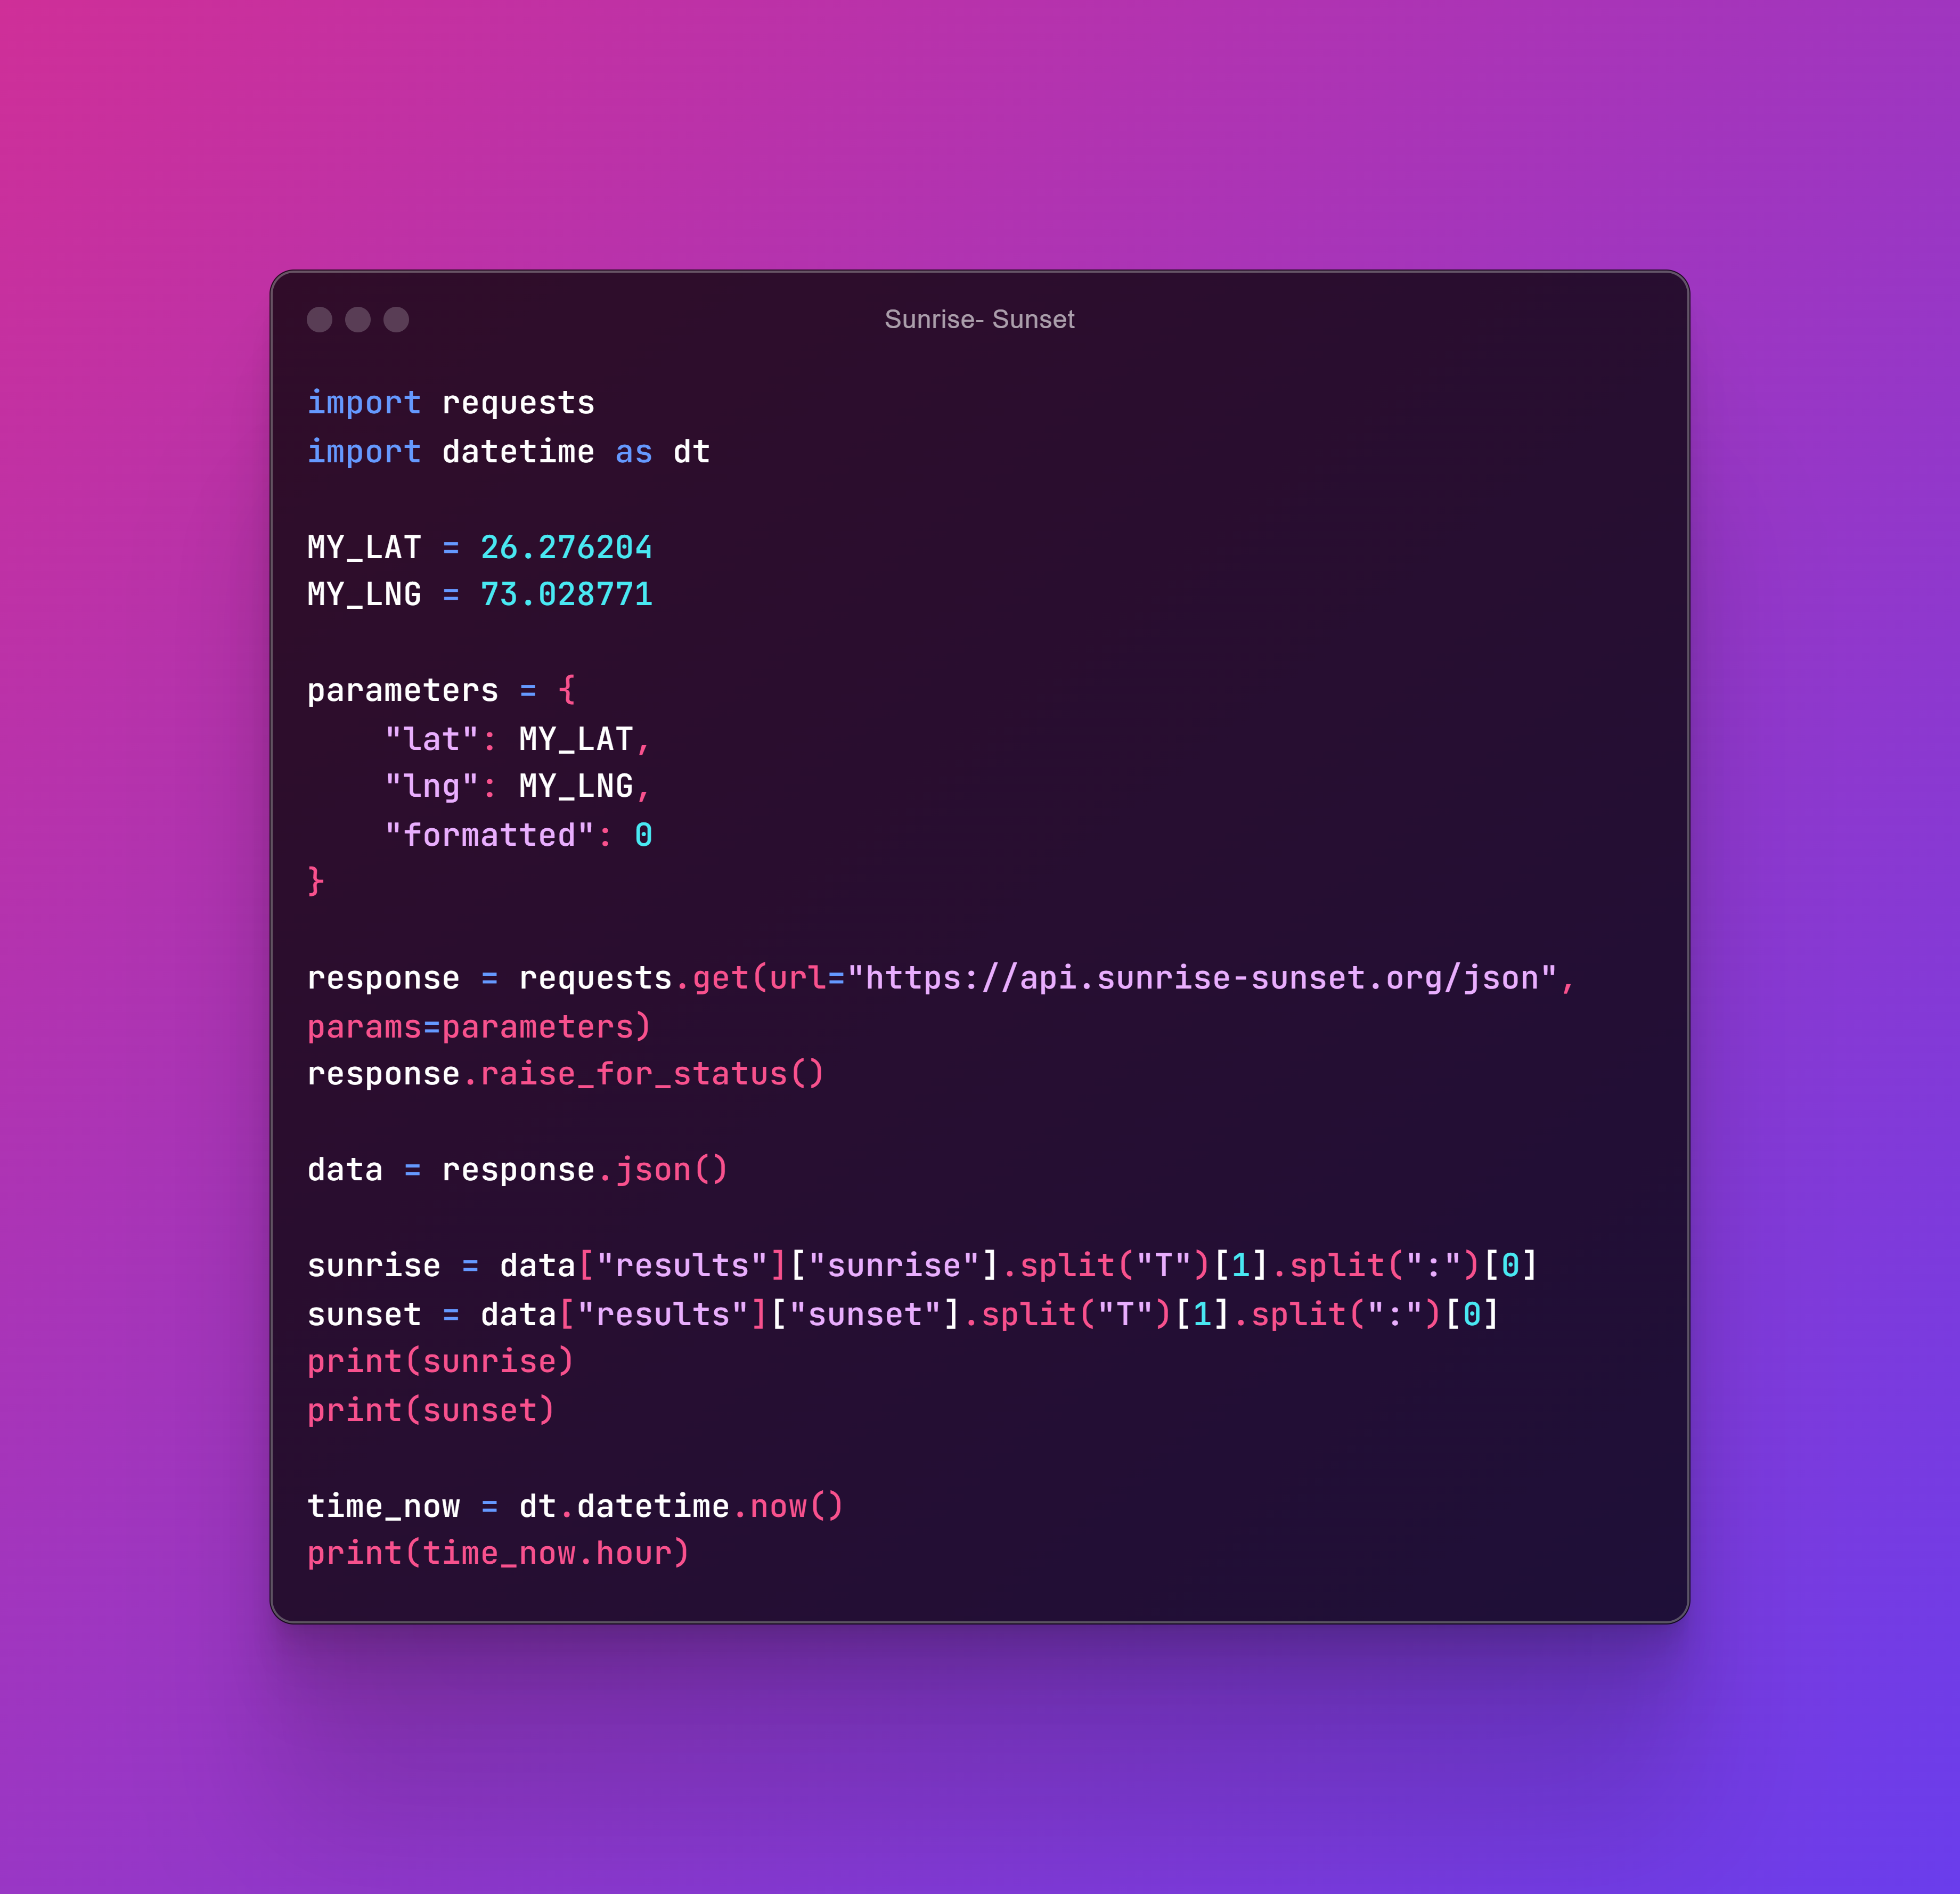 Sunrise- Sunset
import requests
import datetime as dt

MY_LAT = 26.276204
MY_LNG = 73.028771

parameters = {
    "lat": MY_LAT,
    "lng": MY_LNG,
    "formatted": 0
}

response = requests.get(url="https://api.sunrise-sunset.org/json",
params=parameters)
response.raise_for_status()

data = response.json()

sunrise = data["results"]["sunrise"].split("T")[1].split(":")[0]
sunset = data["results"]["sunset"].split("T")[1].split(":")[0]
print(sunrise)
print(sunset)

time_now = dt.datetime.now()
print(time_now.hour)